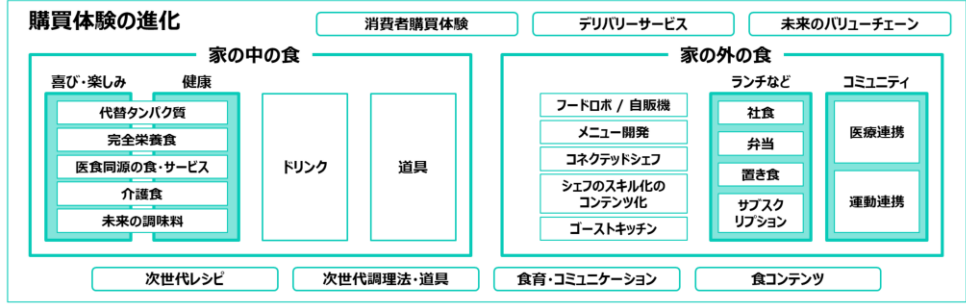 購買体験の進化
消費者購買体験
デリバリーサービス
未来のバリューチェーン
家の中の食
喜び・楽しみ
健康
代替タンパク質
完全栄養食
医食同源の食・サービス
介護食
未来の調味料
ドリンク
道具
家の外の食
フードロボ / 自販機
メニュー開発
コネクテッドシェフ
シェフのスキル化の
コンテンツ化
ゴーストキッチン
ランチなど
社食
弁当
置き食
サブスク
リプション
コミュニティ
医療連携
運動連携
次世代レシピ
次世代調理法・道具
食育・コミュニケーション
食コンテンツ